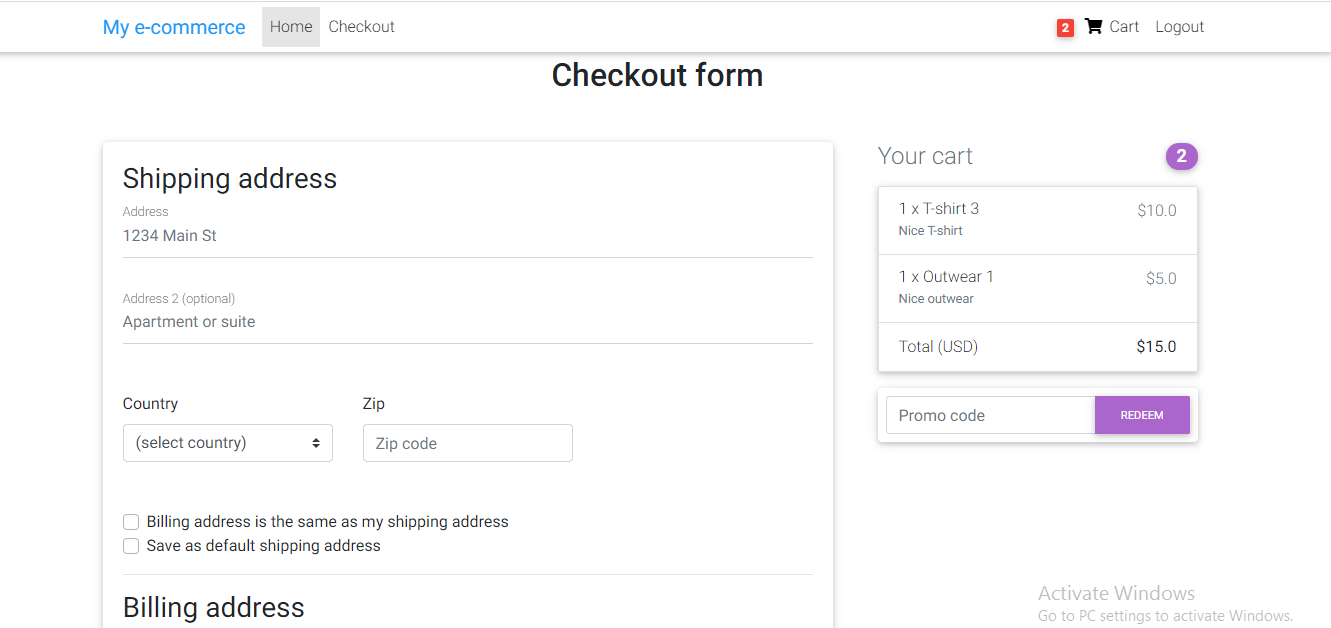 My e-commerce Home Checkout 2 Cart Logout
Checkout form
Shipping address
Address
1234 Main St
Address 2 (optional)
Apartment or suite
Country Zip
(select country) Zip code
Billing address is the same as my shipping address
Save as default shipping address
Billing address
Your cart 2
1 x T-shirt 3 $10.0
Nice T-shirt
1 x Outwear 1 $5.0
Nice outwear
Total (USD) $15.0
Promo code REDEEM
Activate Windows
Go to PC settings to activate Windows.